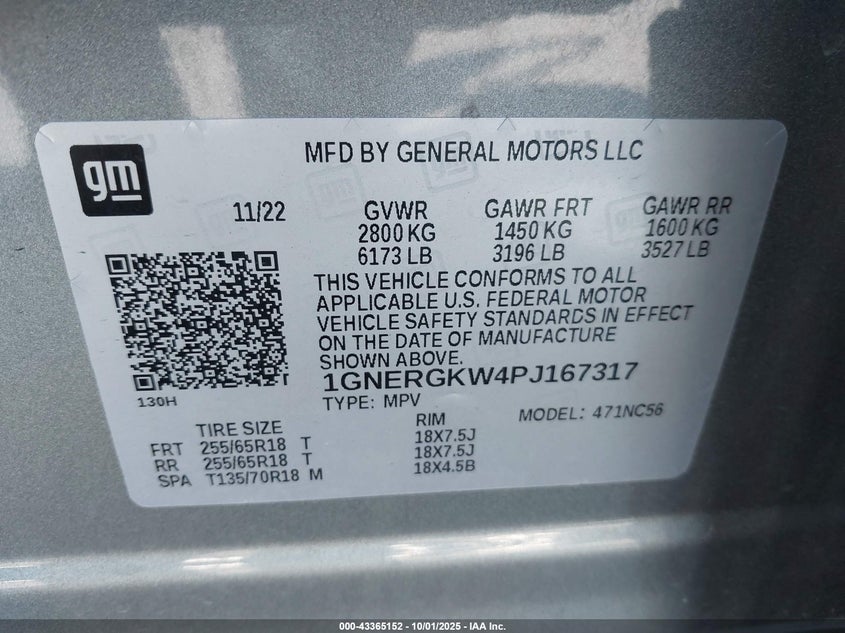 gm
MFD BY GENERAL MOTORS LLC
11/22
GVWR GAWR FRT GAWR RR
2800 KG 1450 KG 1600 KG
6173 LB 3196 LB 3527 LB
THIS VEHICLE CONFORMS TO ALL
APPLICABLE U.S. FEDERAL MOTOR
VEHICLE SAFETY STANDARDS IN EFFECT
ON THE DATE OF MANUFACTURE
SHOWN ABOVE.
1GNERGKW4PJ167317
130H
TYPE: MPV MODEL: 471NC56
TIRE SIZE RIM
FRT 255/65R18 T 18X7.5J
RR 255/65R18 T 18X7.5J
SPA T135/70R18 M 18X4.5B
000-43365152 - 10/01/2025 - IAA Inc.